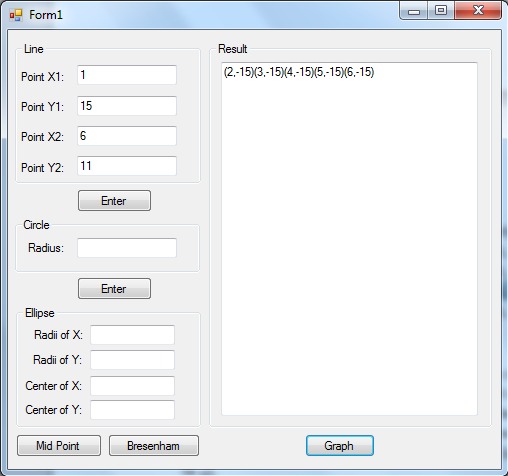 Form1
Line
Point X1: 1
Point Y1: 15
Point X2: 6
Point Y2: 11
Enter
Circle
Radius:
Enter
Ellipse
Radii of X:
Radii of Y:
Center of X:
Center of Y:
Mid Point
Bresenham
Result
(2,-15)(3,-15)(4,-15)(5,-15)(6,-15)
Graph